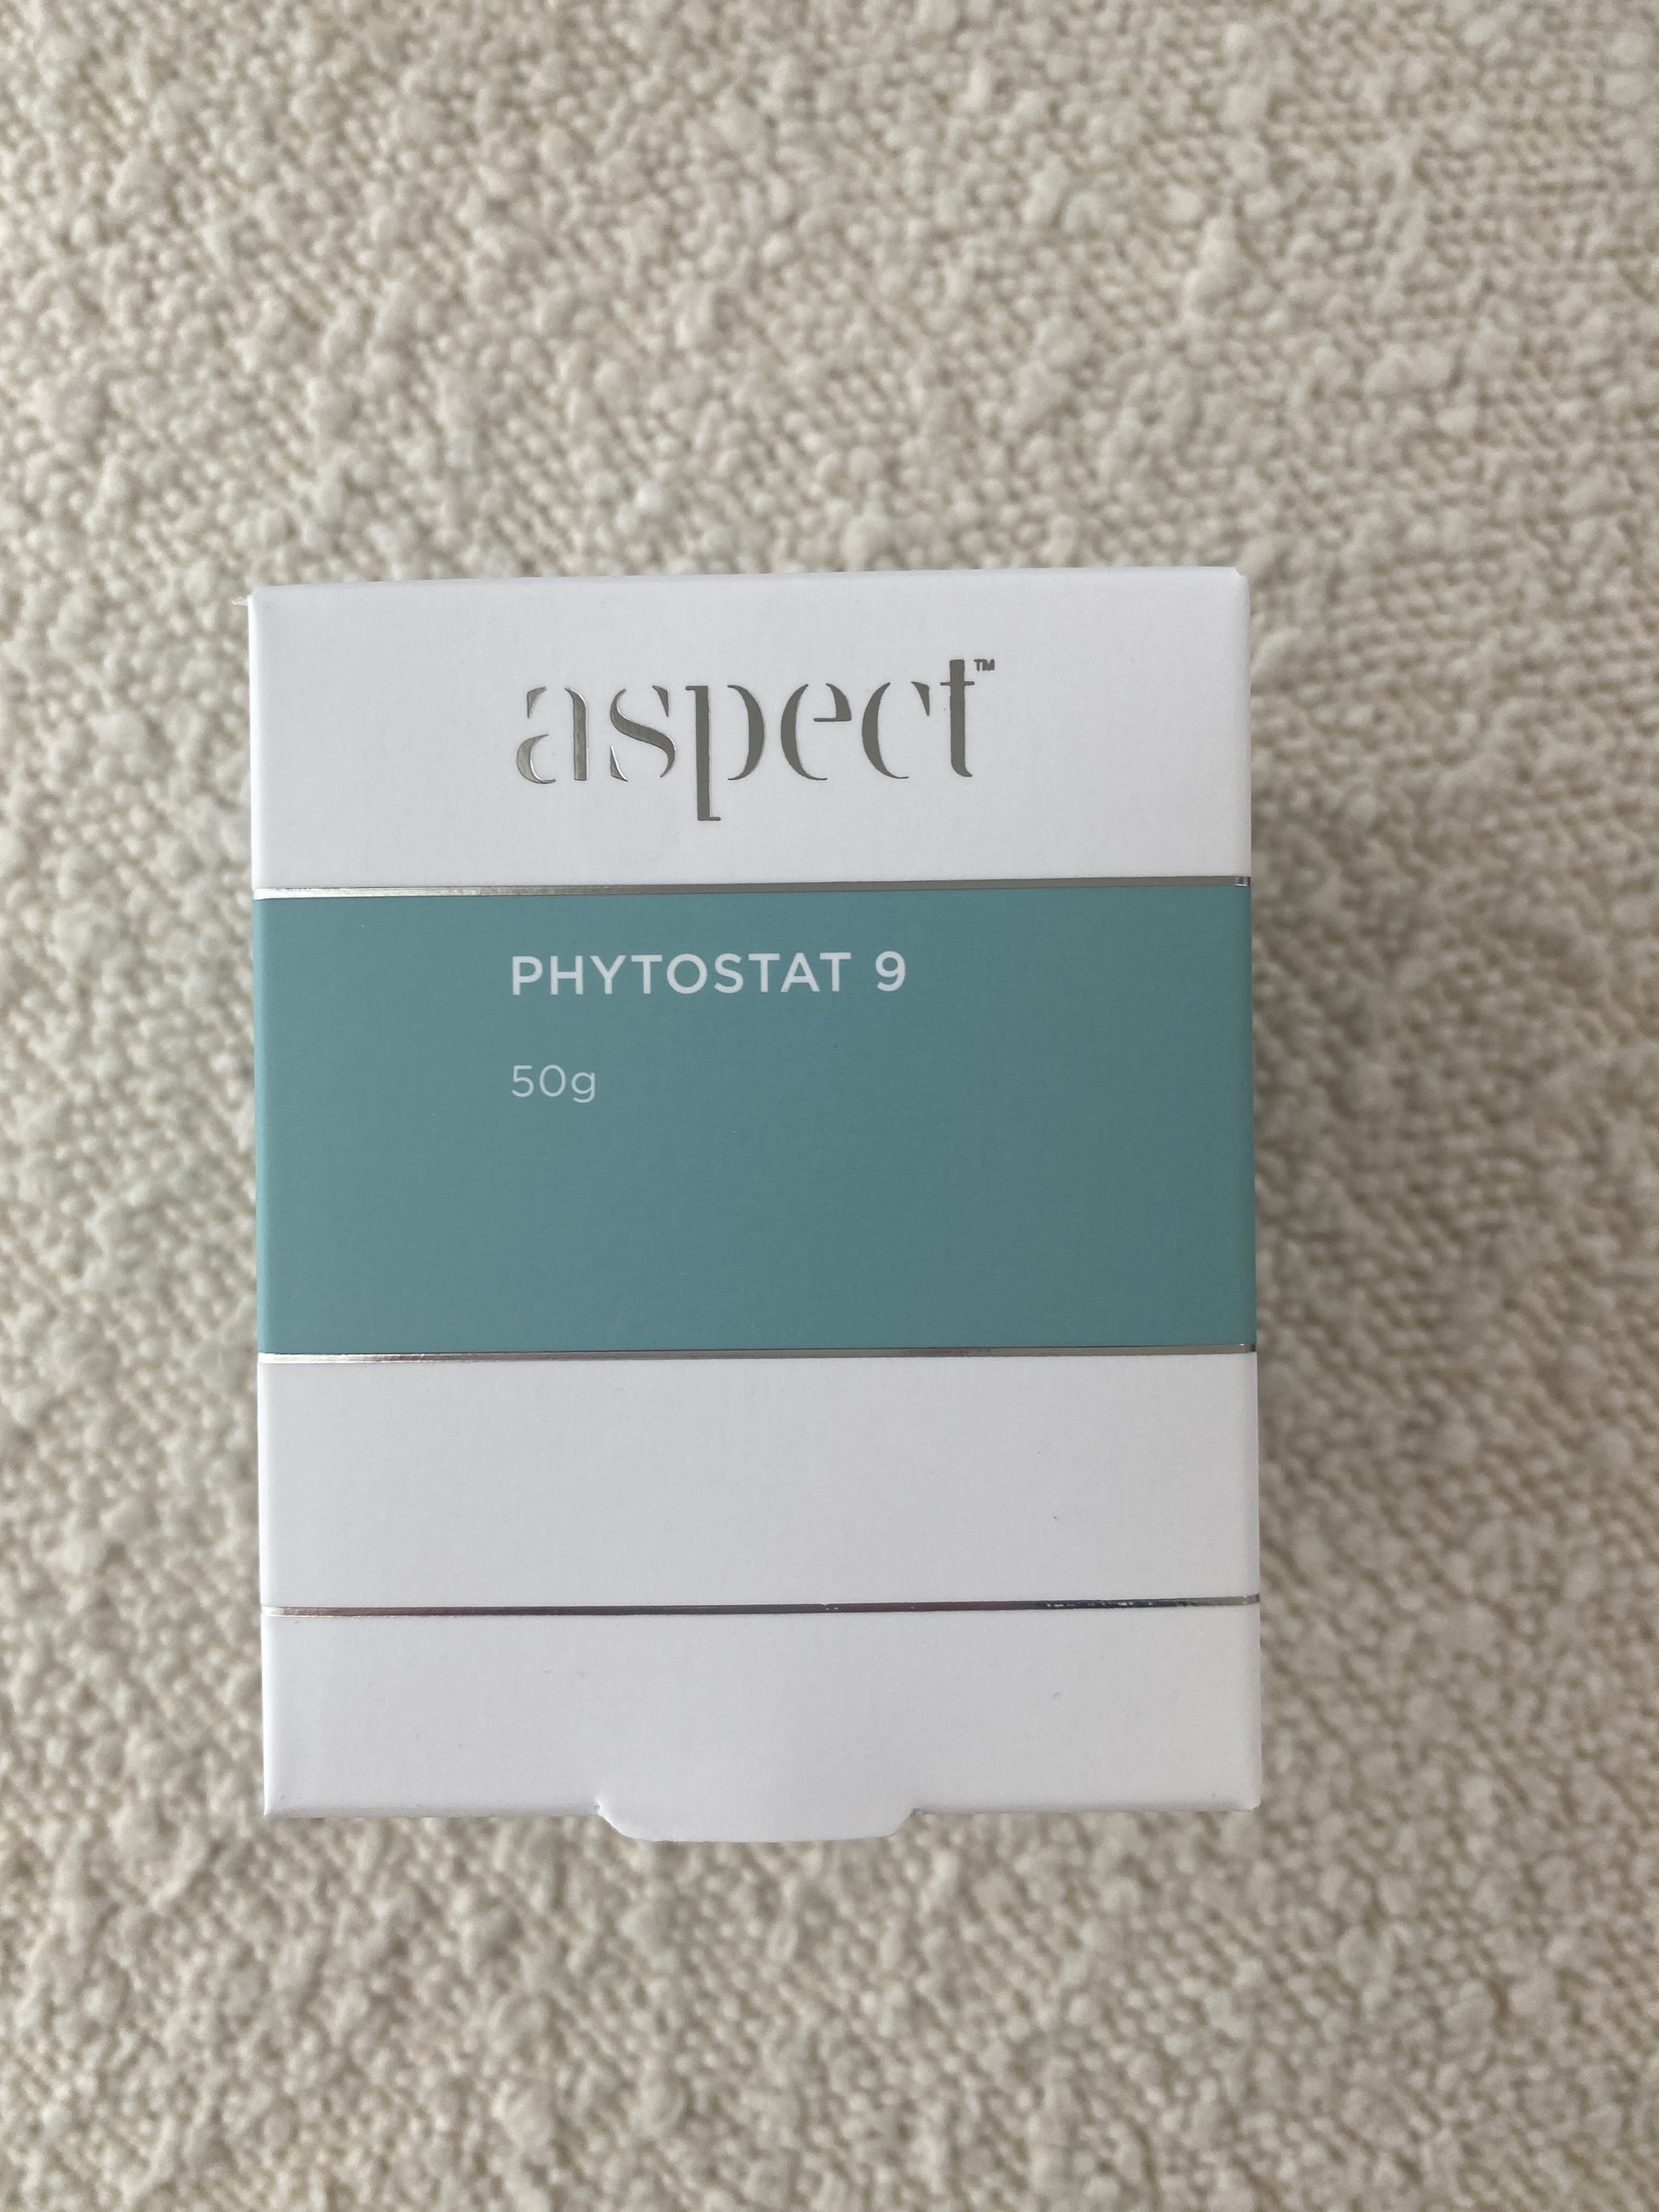 aspect™
PHYTOSTAT 9
50g